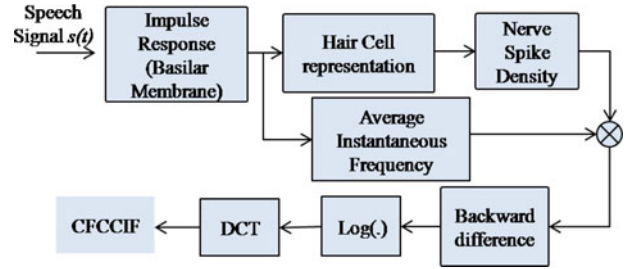 Speech
Signal s(t)
Impulse
Response
(Basilar
Membrane)
Hair Cell
representation
Nerve
Spike
Density
Average
Instantaneous
Frequency
CFCCIF
DCT
Log(.)
Backward
difference